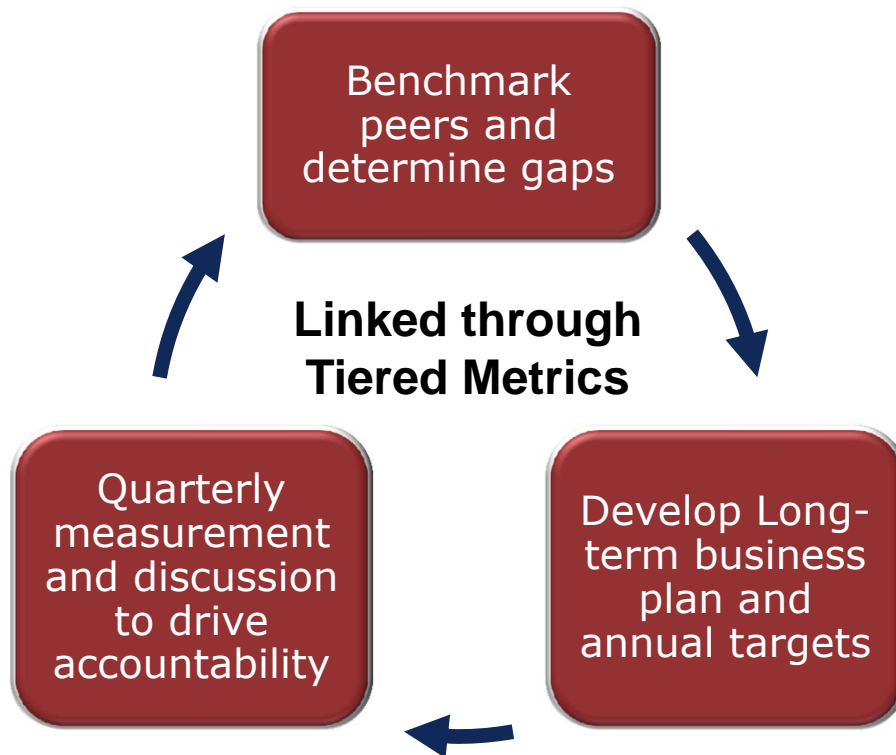 Benchmark
peers and
determine gaps
Linked through
Tiered Metrics
Quarterly
measurement
and discussion
to drive
accountability
Develop Long-
term business
plan and
annual targets